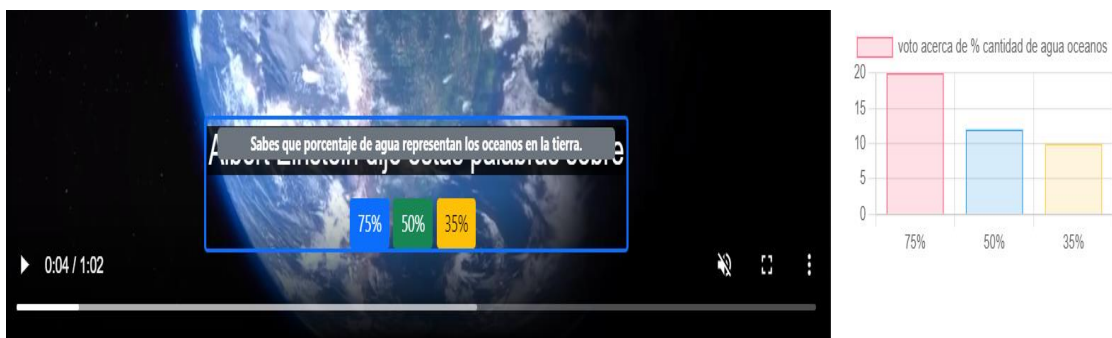 Sabes que porcentaje de agua representan los oceanos en la tierra.
Albert Einstein dijo estas palabras sobre
75% 50% 35%
0:04 / 1:02
voto acerca de % cantidad de agua oceanos
20
15
10
5
0
75% 50% 35%